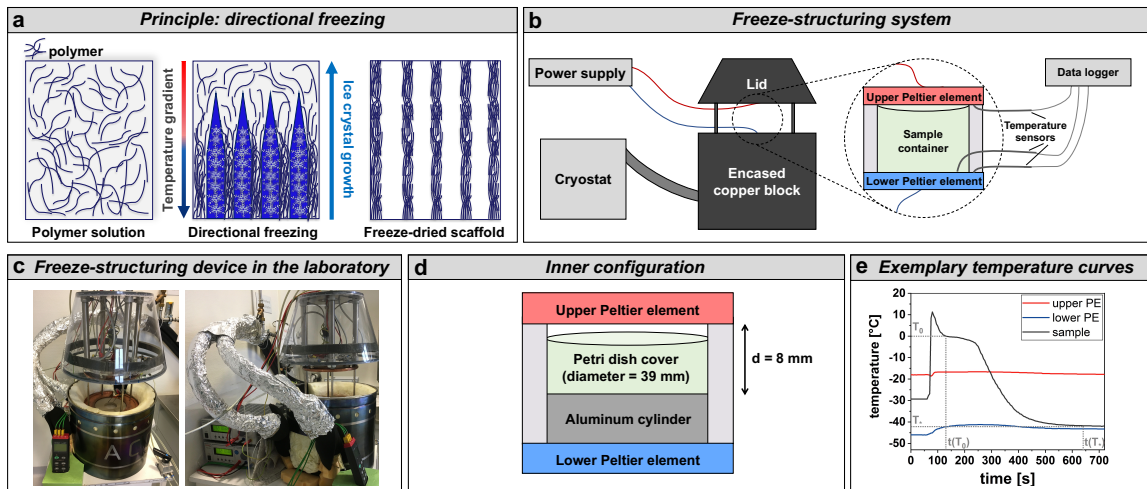 a Principle: directional freezing
polymer
Temperature gradient
Ice crystal growth
Polymer solution
Directional freezing
Freeze-dried scaffold
b Freeze-structuring system
Power supply
Lid
Data logger
Upper Peltier element
Sample
container
Temperature
sensors
Lower Peltier element
Cryostat
Encased
copper block
c Freeze-structuring device in the laboratory
A C
d Inner configuration
Upper Peltier element
Petri dish cover
(diameter = 39 mm)
d = 8 mm
Aluminum cylinder
Lower Peltier element
e Exemplary temperature curves
temperature [°C]
20
10
0
-10
-20
-30
-40
-50
upper PE
lower PE
sample
T₀
T*
t(T₀)
t(T*)
0 100 200 300 400 500 600 700
time [s]